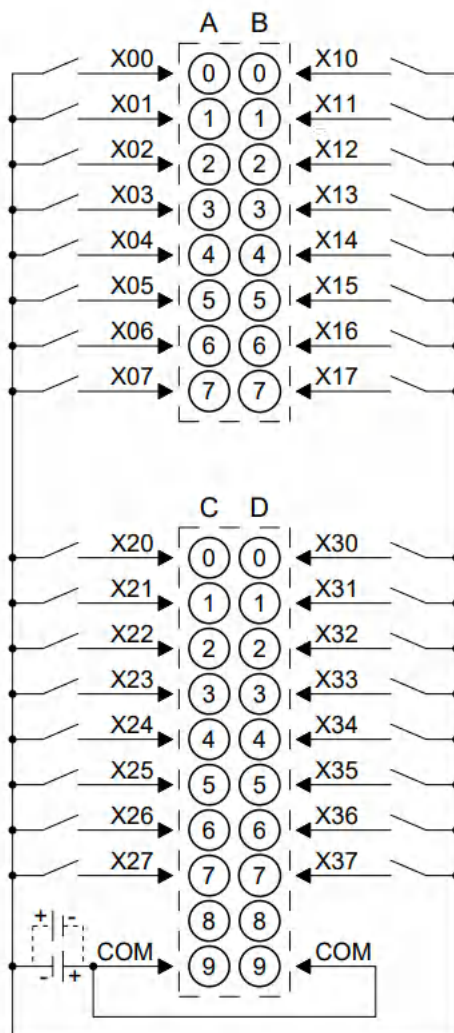 A B
X00 0 0 X10
X01 1 1 X11
X02 2 2 X12
X03 3 3 X13
X04 4 4 X14
X05 5 5 X15
X06 6 6 X16
X07 7 7 X17
C D
X20 0 0 X30
X21 1 1 X31
X22 2 2 X32
X23 3 3 X33
X24 4 4 X34
X25 5 5 X35
X26 6 6 X36
X27 7 7 X37
+ - 8 8
COM 9 9 COM
- +